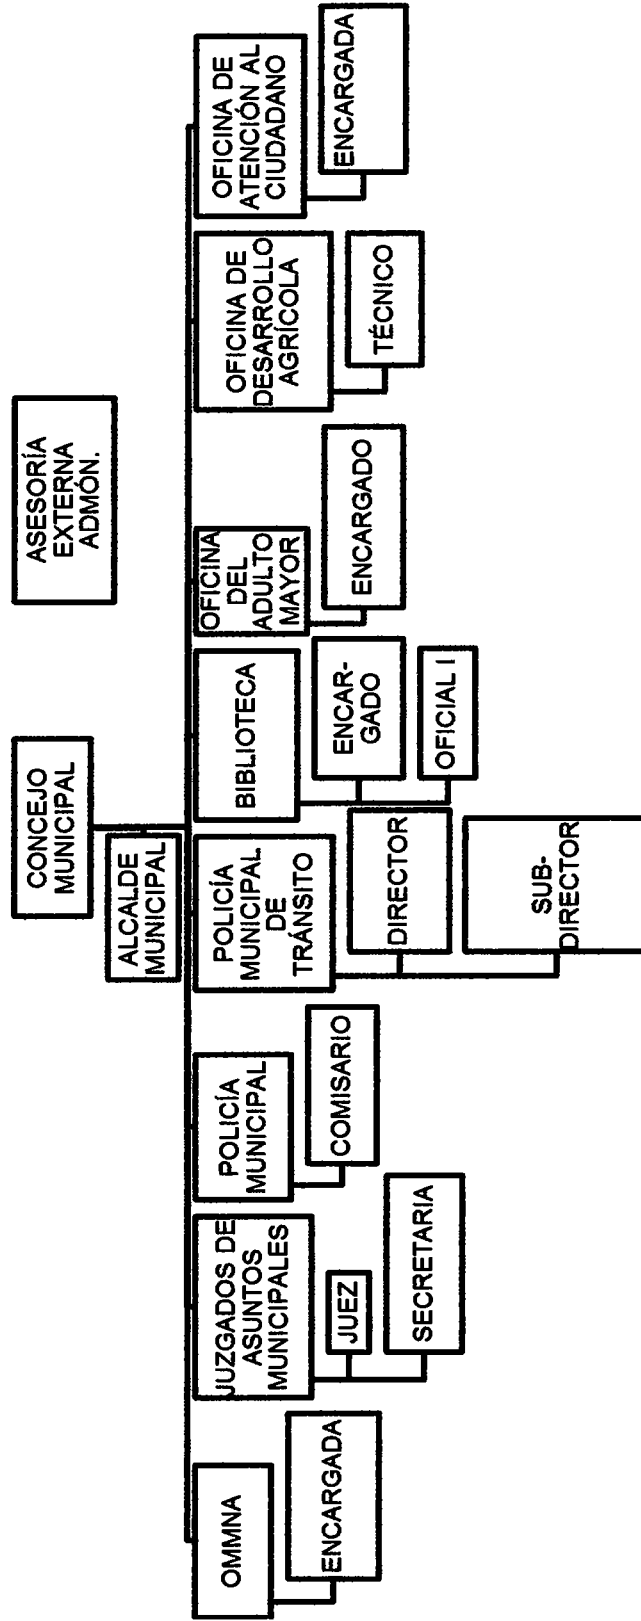 CONCEJO
MUNICIPAL
ASESORÍA
EXTERNA
ADMÓN.
ALCALDE
MUNICIPAL
OMMNA
ENCARGADA
JUZGADOS DE
ASUNTOS
MUNICIPALES
JUEZ
SECRETARIA
POLICÍA
MUNICIPAL
COMISARIO
POLICÍA
MUNICIPAL
DE
TRÁNSITO
DIRECTOR
SUB-
DIRECTOR
BIBLIOTECA
ENCAR-
GADO
OFICIAL I
OFICINA
DEL
ADULTO
MAYOR
ENCARGADO
OFICINA DE
DESARROLLO
AGRÍCOLA
TÉCNICO
OFICINA DE
ATENCIÓN AL
CIUDADANO
ENCARGADA